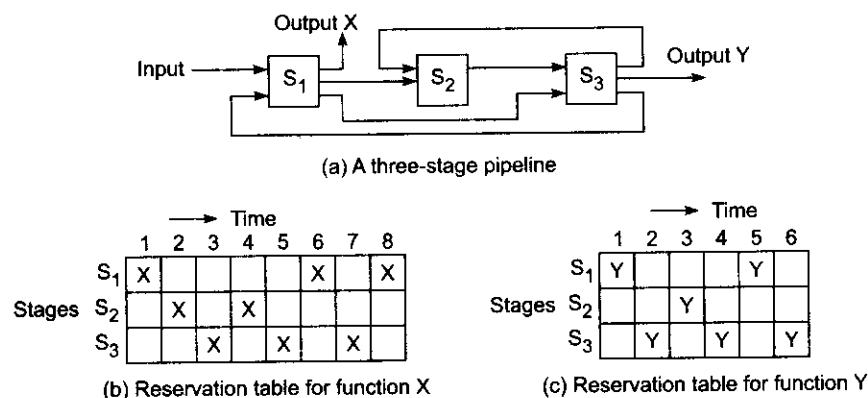 Output X
Output Y
Input
S1
S2
S3
(a) A three-stage pipeline
Time
1 2 3 4 5 6 7 8
S1 X X X
Stages S2 X X
S3 X X X
(b) Reservation table for function X
Time
1 2 3 4 5 6
S1 Y Y
Stages S2 Y
S3 Y Y Y
(c) Reservation table for function Y